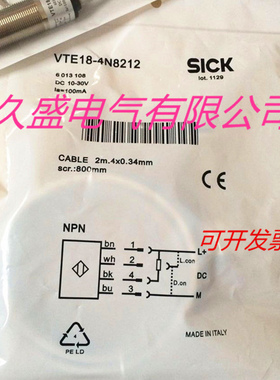 VTE18-4N8212
SICK
6 013 108
lot. 1129
DC 10-30V
Ia=100mA
久盛电气有限公司
CABLE 2m.4x0.34mm
scr.:800mm
CE
NPN
bn 1 L+
wh 2 L.con
bk 4 DC
D.on
bu 3 M
可开发票
PE LD
MADE IN ITALY